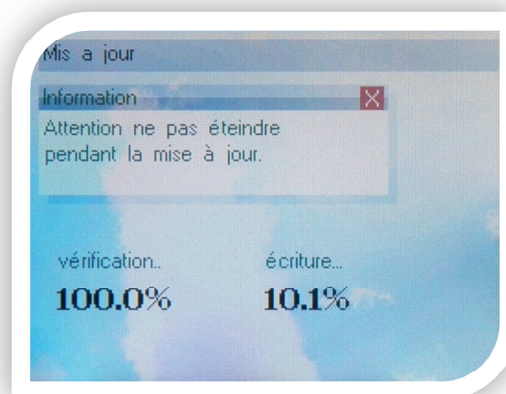 Mis a jour
Information
Attention ne pas éteindre
pendant la mise à jour.
vérification..
écriture...
100.0%
10.1%